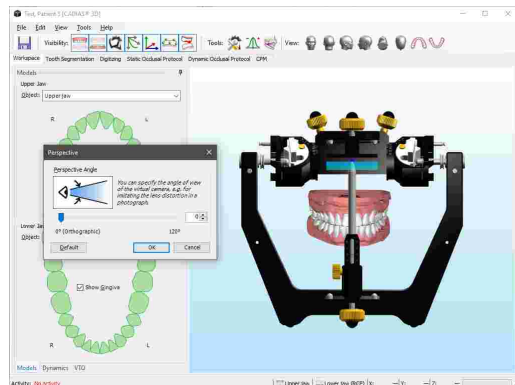 Test, Patient 3 [CADIAS® 3D]
File Edit View Tools Help
Visibility: Tools: View:
Workspace Tooth Segmentation Digitizing Static Occlusal Protocol Dynamic Occlusal Protocol CPM
Models
Upper Jaw
Object: Upper Jaw
R L
Perspective
Perspective Angle
You can specify the angle of view
of the virtual camera, e.g. for
imitating the lens distortion in a
photograph.
0
0° (Orthographic) 120°
Default OK Cancel
Lower Jaw
Object:
Show Gingiva
R L
Models Dynamics VTO
Activity: No activity Upper Jaw Lower Jaw (RCP) X: —Y: —Z: —